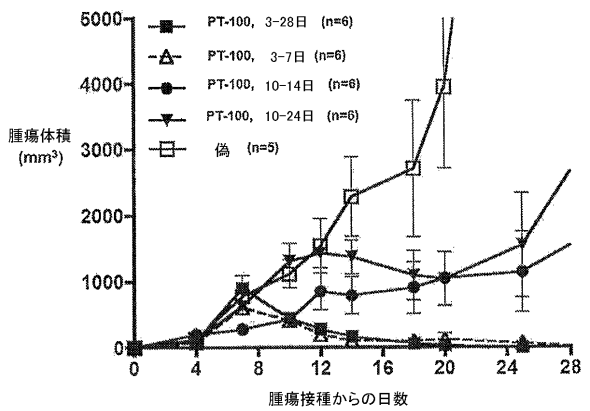 5000
4000
3000
2000
1000
0
腫瘍体積
(mm³)
PT-100, 3-28日 (n=6)
PT-100, 3-7日 (n=6)
PT-100, 10-14日 (n=6)
PT-100, 10-24日 (n=6)
偽 (n=5)
0 4 8 12 16 20 24 28
腫瘍接種からの日数